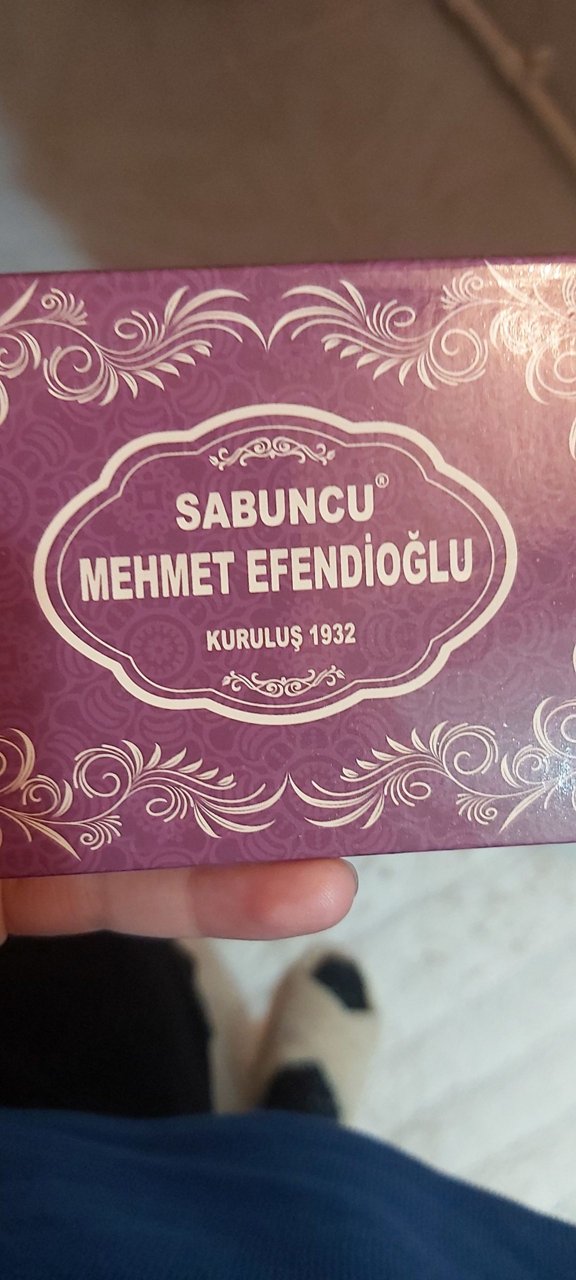 SABUNCU®
MEHMET EFENDİOĞLU
KURULUŞ 1932